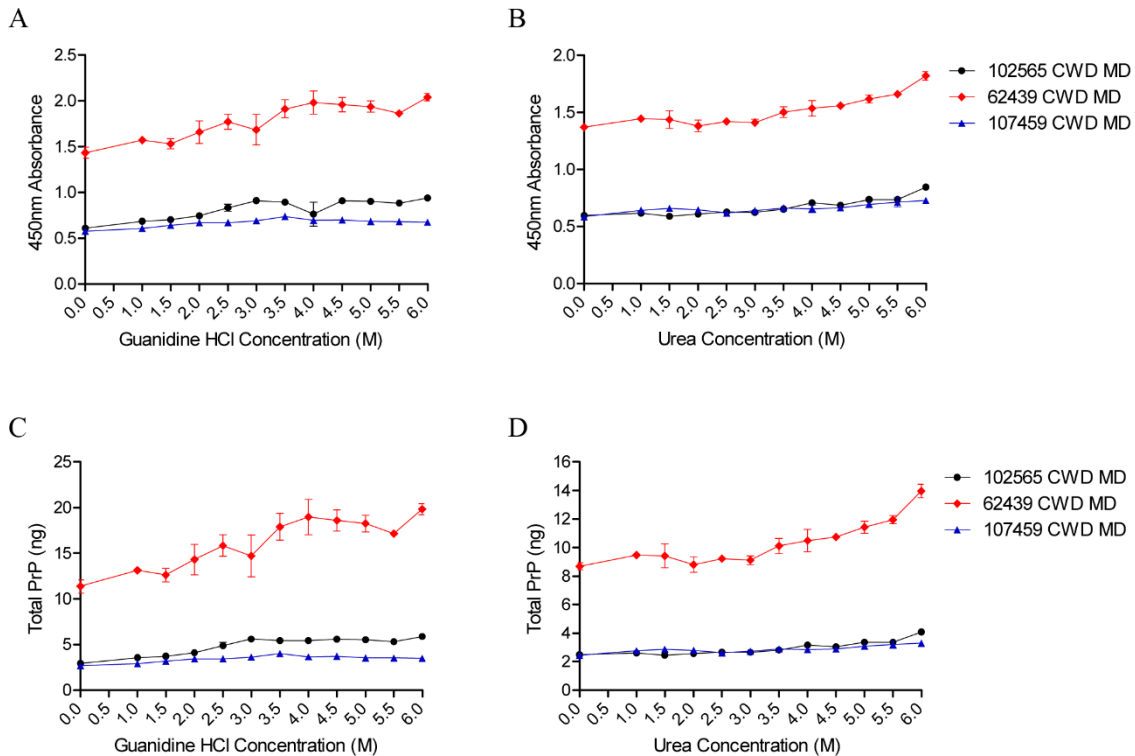 A
450nm Absorbance
2.5
2.0
1.5
1.0
0.5
0.0
0.0 0.5 1.0 1.5 2.0 2.5 3.0 3.5 4.0 4.5 5.0 5.5 6.0
Guanidine HCl Concentration (M)
B
450nm Absorbance
2.0
1.5
1.0
0.5
0.0
0.0 0.5 1.0 1.5 2.0 2.5 3.0 3.5 4.0 4.5 5.0 5.5 6.0
Urea Concentration (M)
102565 CWD MD
62439 CWD MD
107459 CWD MD
C
Total PrP (ng)
25
20
15
10
5
0
0.0 0.5 1.0 1.5 2.0 2.5 3.0 3.5 4.0 4.5 5.0 5.5 6.0
Guanidine HCl Concentration (M)
D
Total PrP (ng)
16
14
12
10
8
6
4
2
0
0.0 0.5 1.0 1.5 2.0 2.5 3.0 3.5 4.0 4.5 5.0 5.5 6.0
Urea Concentration (M)
102565 CWD MD
62439 CWD MD
107459 CWD MD